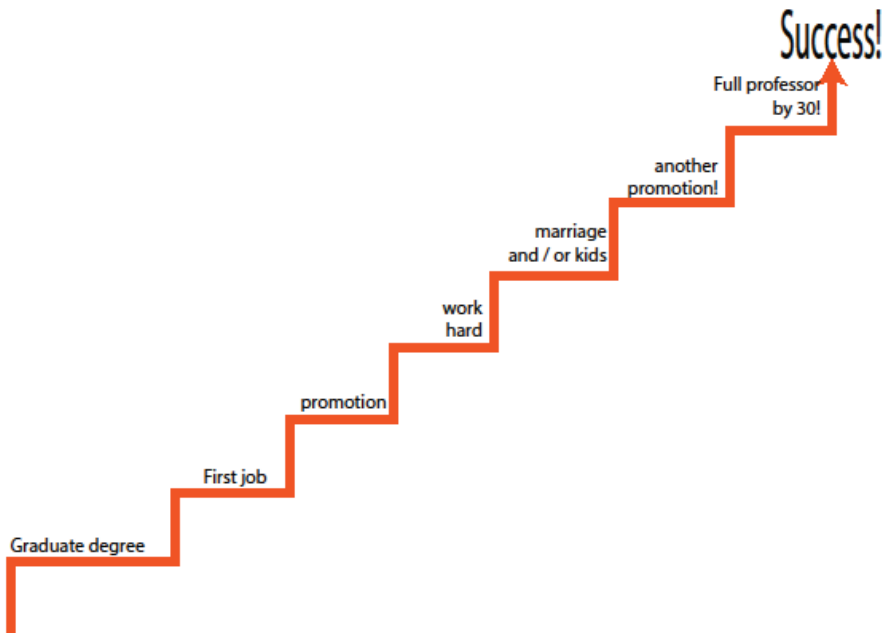 Success!
Full professor
by 30!
another
promotion!
marriage
and / or kids
work
hard
promotion
First job
Graduate degree